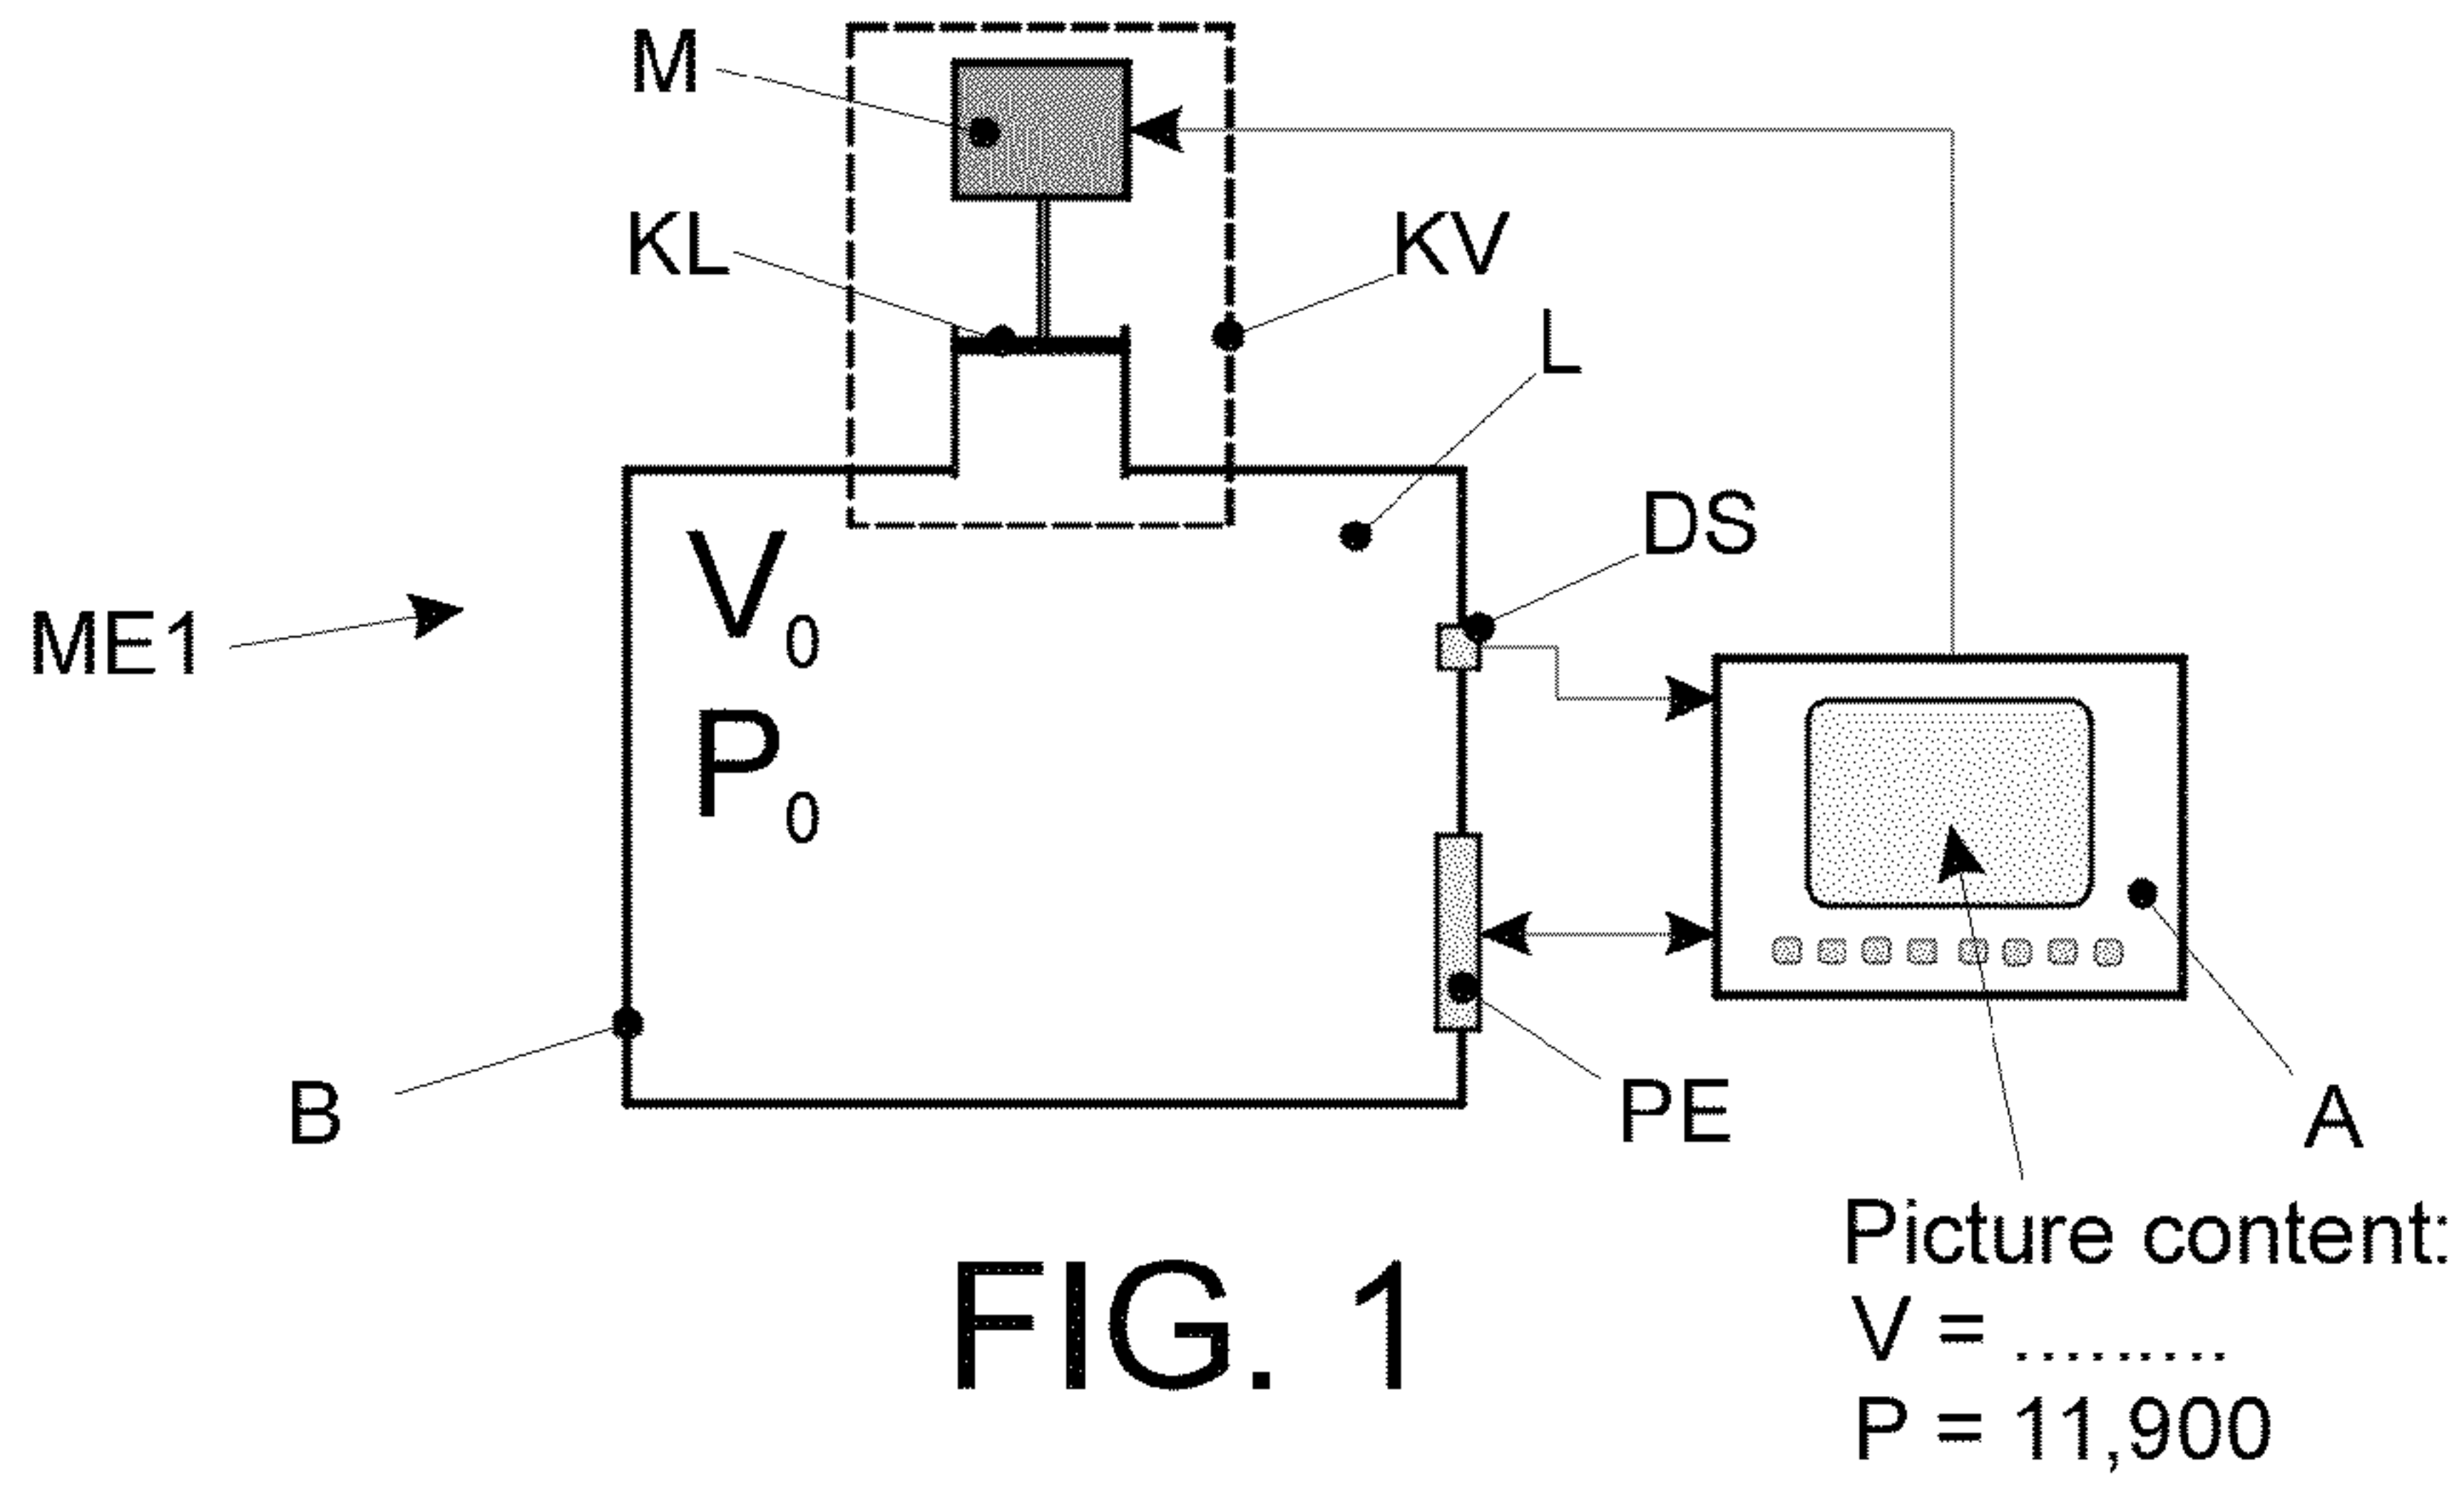 M
KL
KV
L
DS
ME1
V0
P0
B
PE
A
Picture content:
V = .........
P = 11,900
FIG. 1